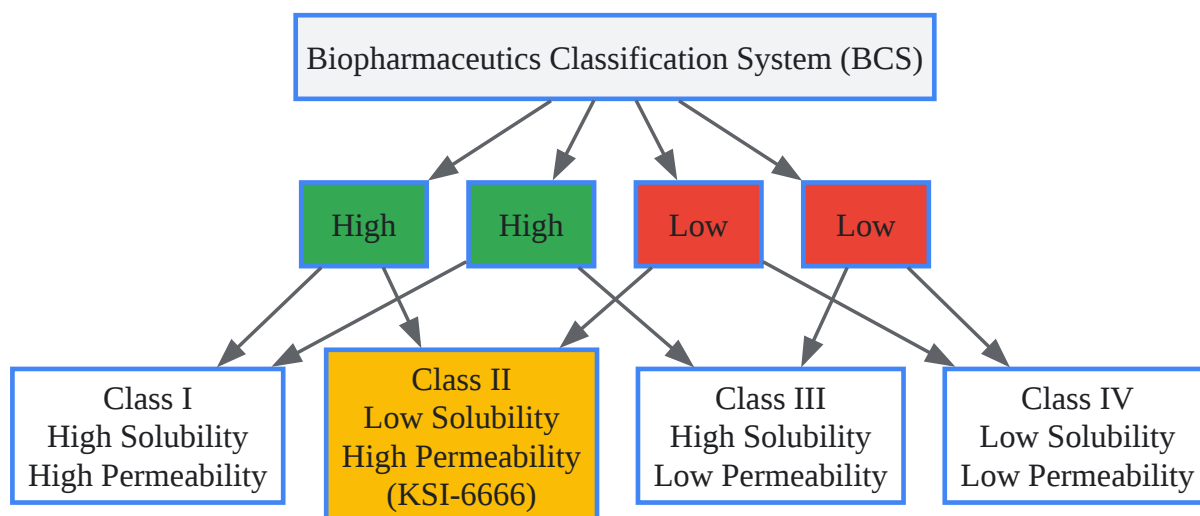 Biopharmaceutics Classification System (BCS)
High
High
Low
Low
Class I
High Solubility
High Permeability
Class II
Low Solubility
High Permeability
(KSI-6666)
Class III
High Solubility
Low Permeability
Class IV
Low Solubility
Low Permeability